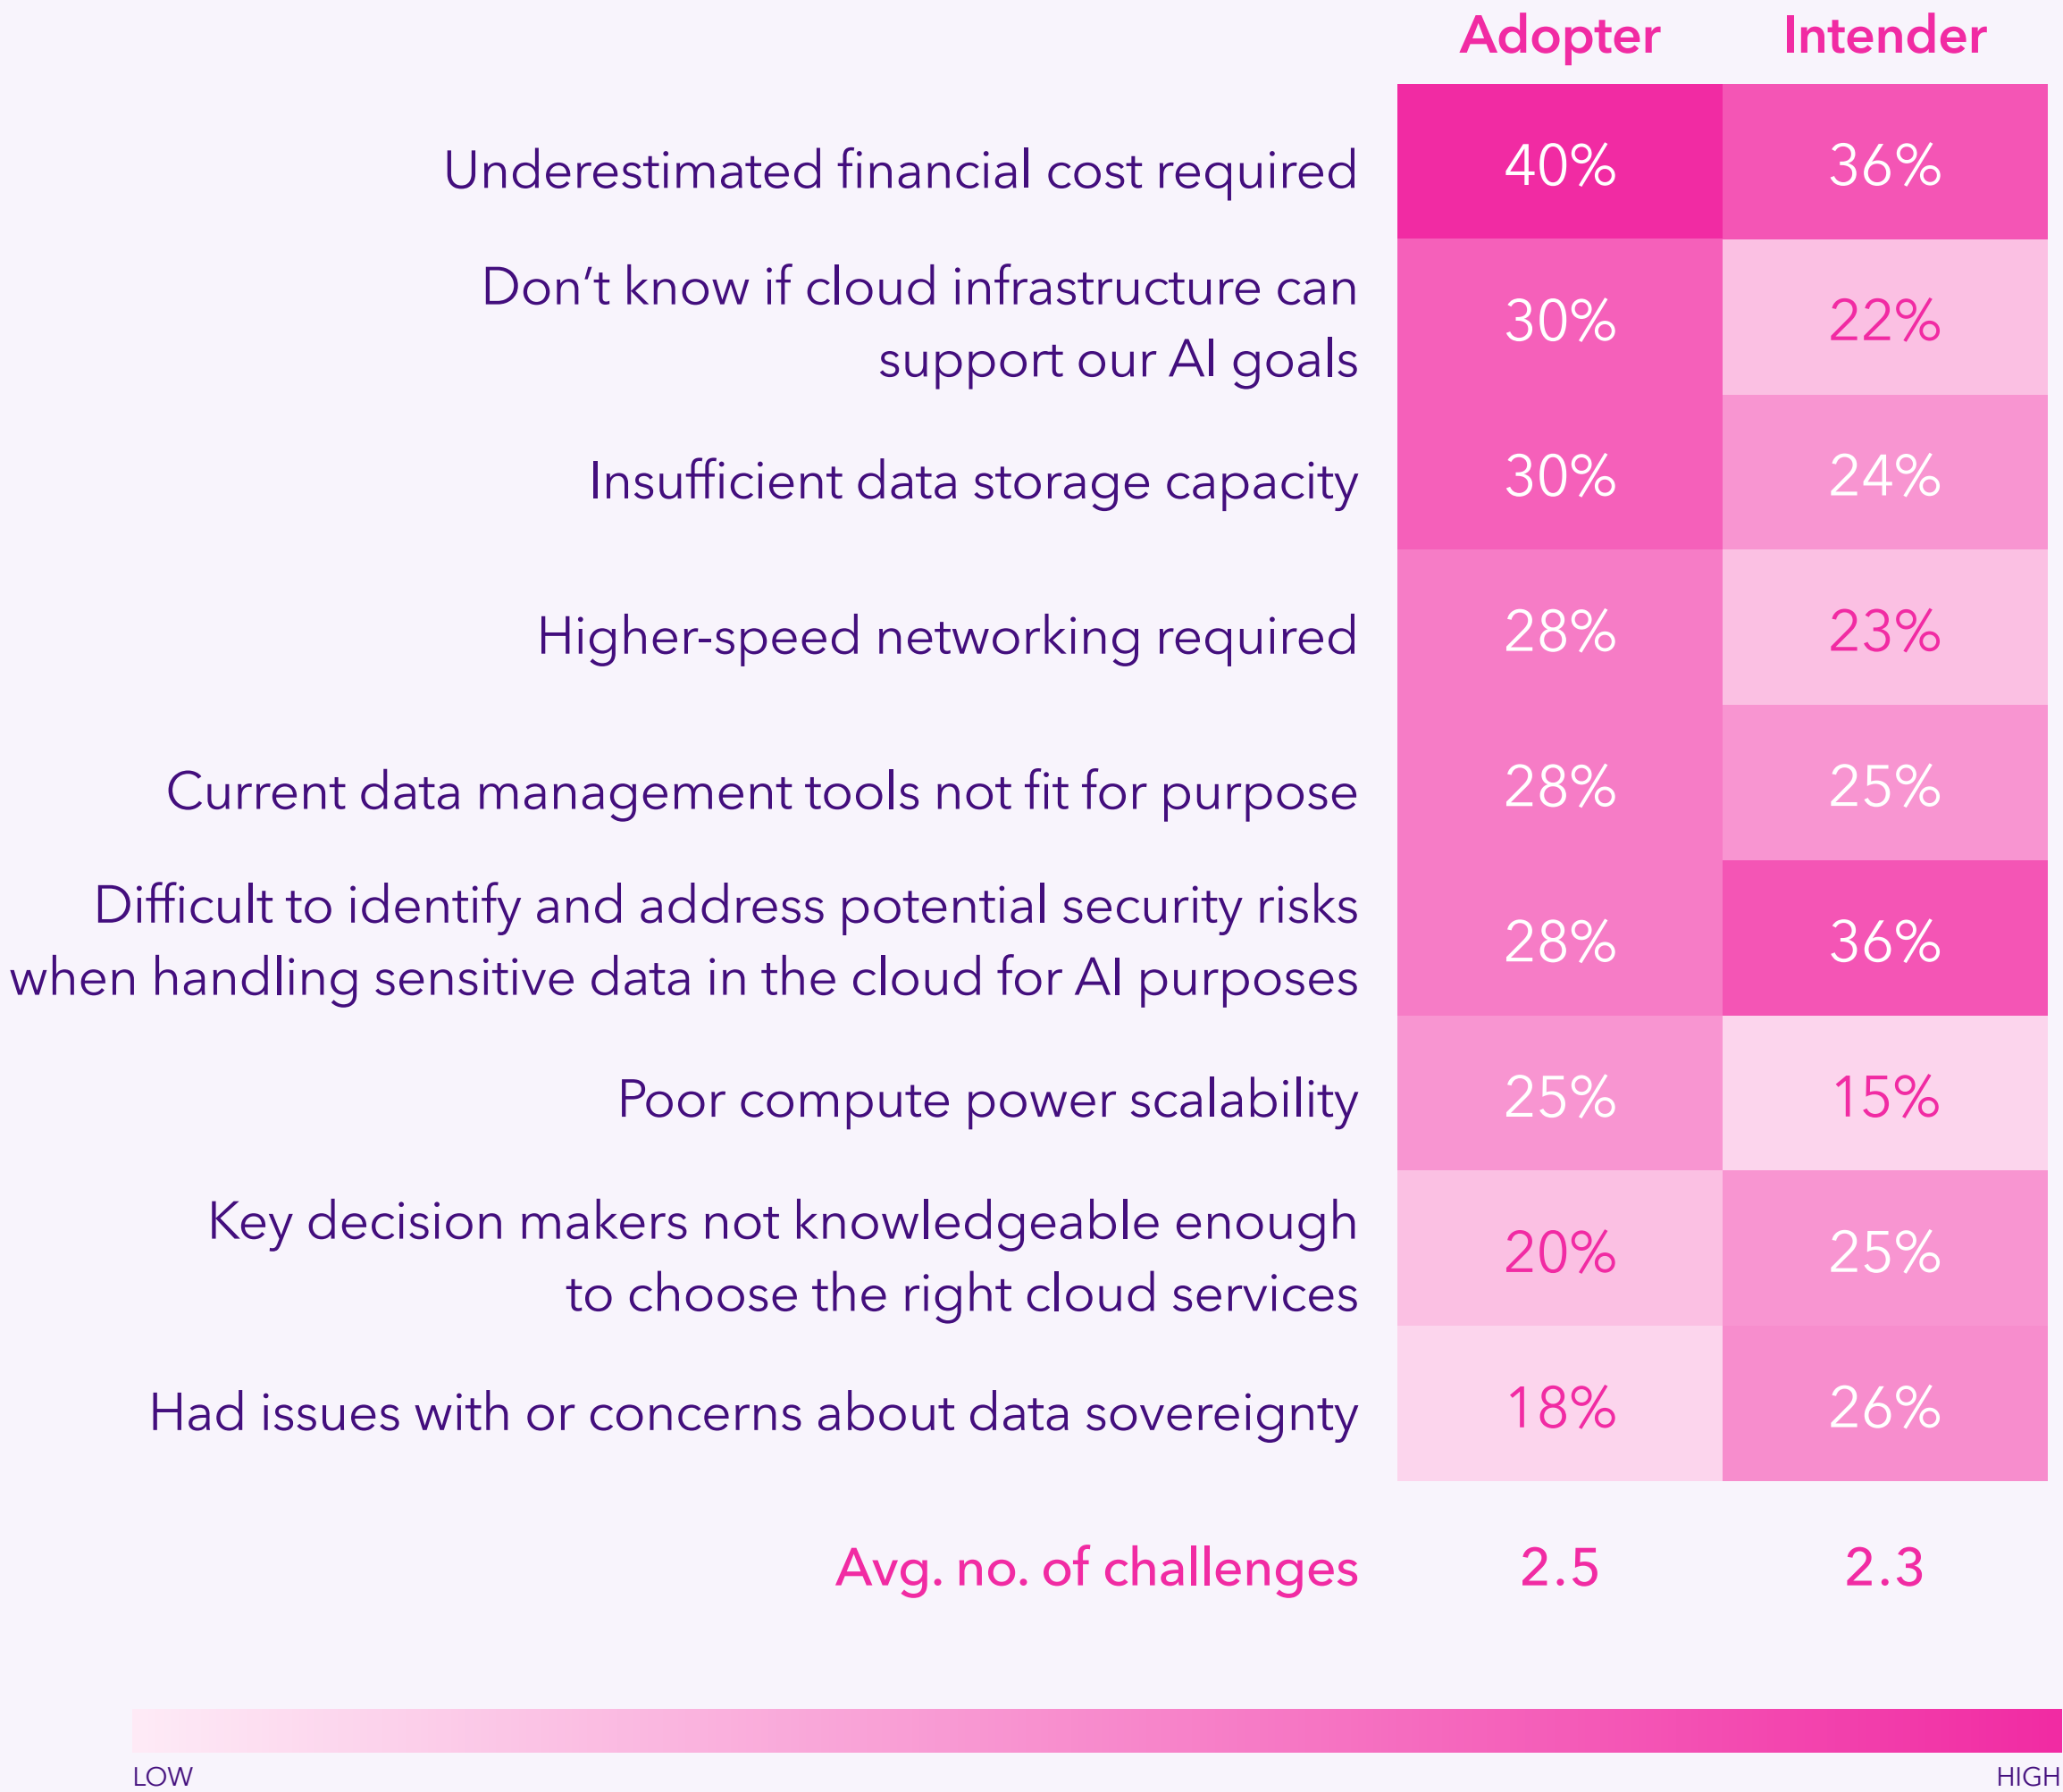 Adopter Intender
Underestimated financial cost required 40% 36%
Don’t know if cloud infrastructure can
support our AI goals 30% 22%
Insufficient data storage capacity 30% 24%
Higher-speed networking required 28% 23%
Current data management tools not fit for purpose 28% 25%
Difficult to identify and address potential security risks
when handling sensitive data in the cloud for AI purposes 28% 36%
Poor compute power scalability 25% 15%
Key decision makers not knowledgeable enough
to choose the right cloud services 20% 25%
Had issues with or concerns about data sovereignty 18% 26%
Avg. no. of challenges 2.5 2.3
LOW HIGH